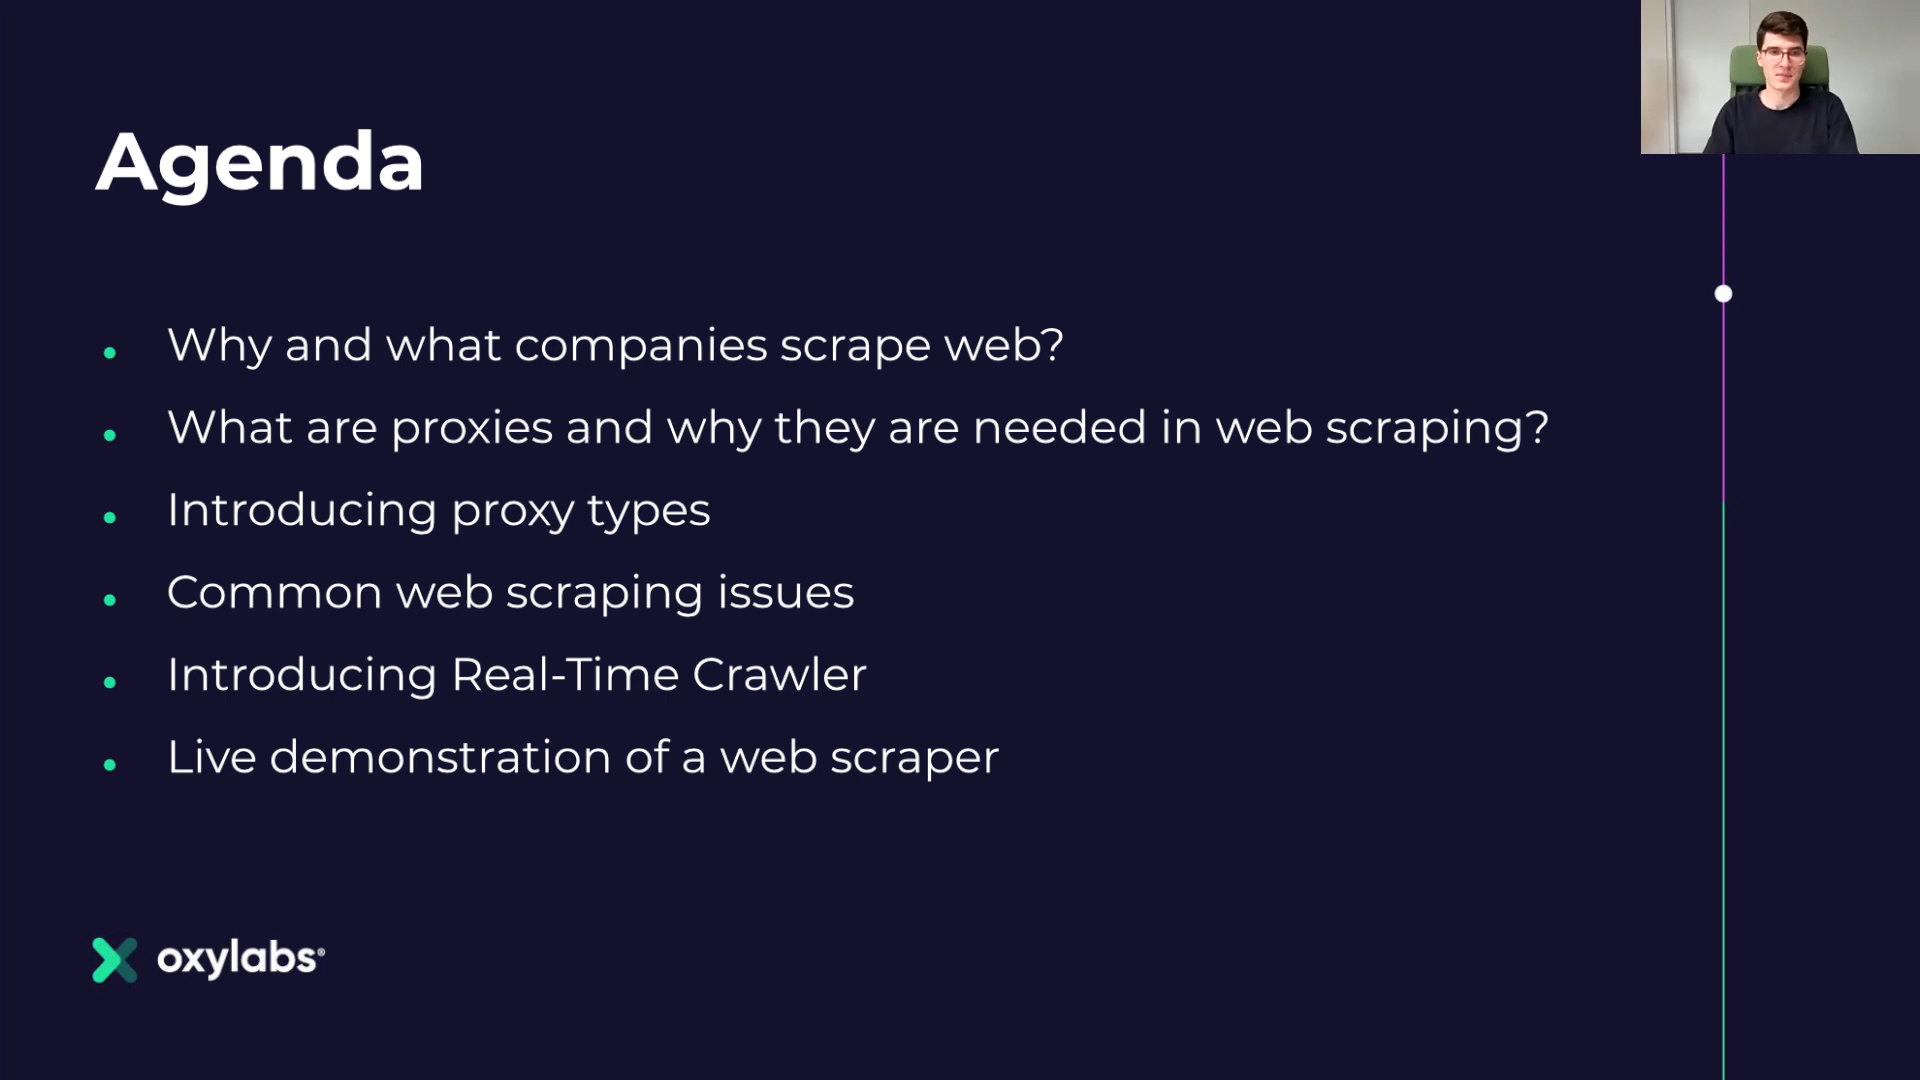 Agenda
Why and what companies scrape web?
What are proxies and why they are needed in web scraping?
Introducing proxy types
Common web scraping issues
Introducing Real-Time Crawler
Live demonstration of a web scraper
oxylabs®